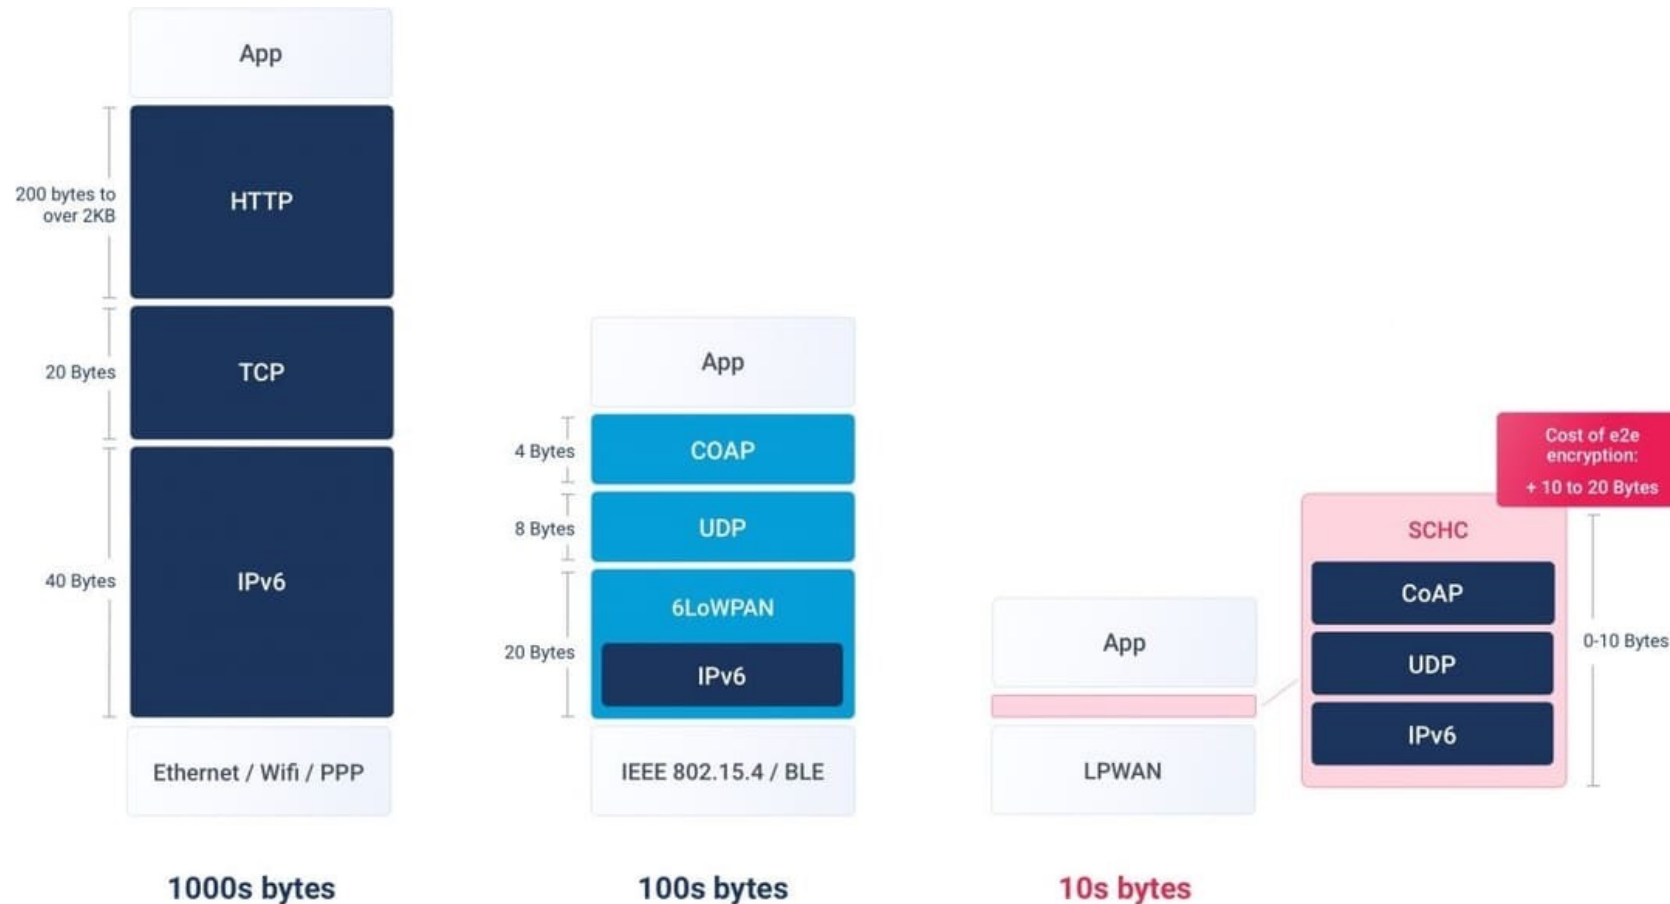 App
200 bytes to
over 2KB
HTTP
20 Bytes
TCP
40 Bytes
IPv6
Ethernet / Wifi / PPP
1000s bytes
App
4 Bytes
COAP
8 Bytes
UDP
20 Bytes
6LoWPAN
IPv6
IEEE 802.15.4 / BLE
100s bytes
App
LPWAN
10s bytes
Cost of e2e
encryption:
+ 10 to 20 Bytes
SCHC
CoAP
UDP
IPv6
0-10 Bytes